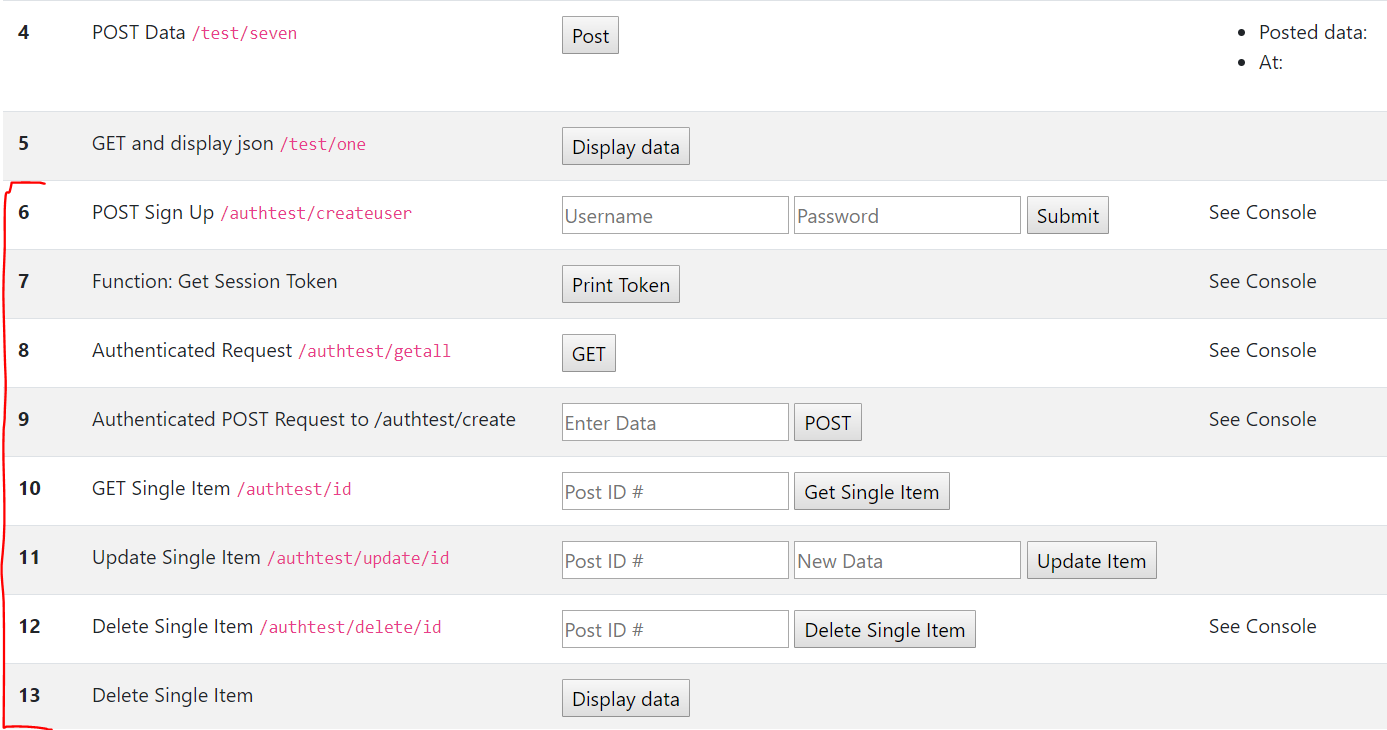 4 POST Data /test/seven Post • Posted data:
• At:
5 GET and display json /test/one Display data
6 POST Sign Up /authtest/createuser Username Password Submit See Console
7 Function: Get Session Token Print Token See Console
8 Authenticated Request /authtest/getall GET See Console
9 Authenticated POST Request to /authtest/create Enter Data POST See Console
10 GET Single Item /authtest/id Post ID # Get Single Item
11 Update Single Item /authtest/update/id Post ID # New Data Update Item
12 Delete Single Item /authtest/delete/id Post ID # Delete Single Item See Console
13 Delete Single Item Display data